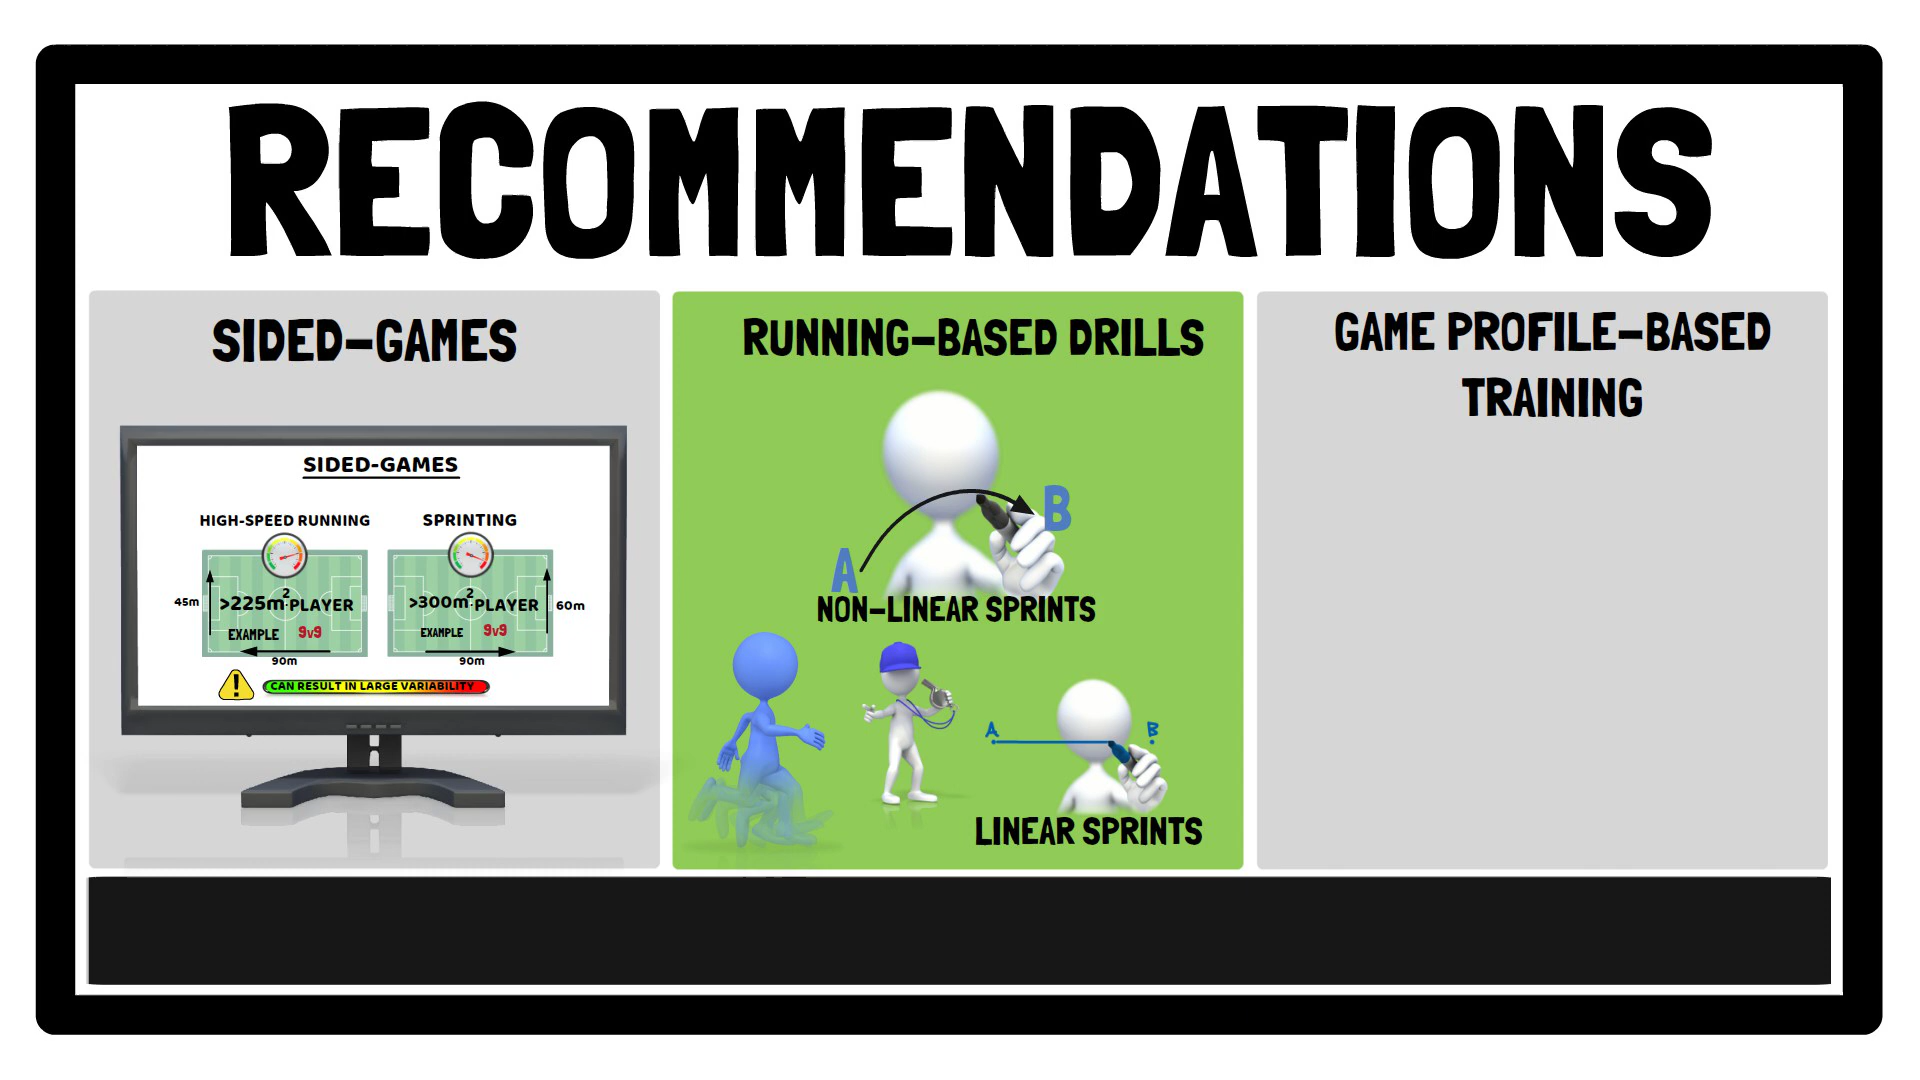 RECOMMENDATIONS
SIDED-GAMES
SIDED-GAMES
HIGH-SPEED RUNNING
SPRINTING
45m
>225m²:PLAYER
EXAMPLE 9v9
90m
>300m²:PLAYER
60m
EXAMPLE 9v9
90m
!
CAN RESULT IN LARGE VARIABILITY
RUNNING-BASED DRILLS
A
B
NON-LINEAR SPRINTS
A
B
LINEAR SPRINTS
GAME PROFILE-BASED
TRAINING